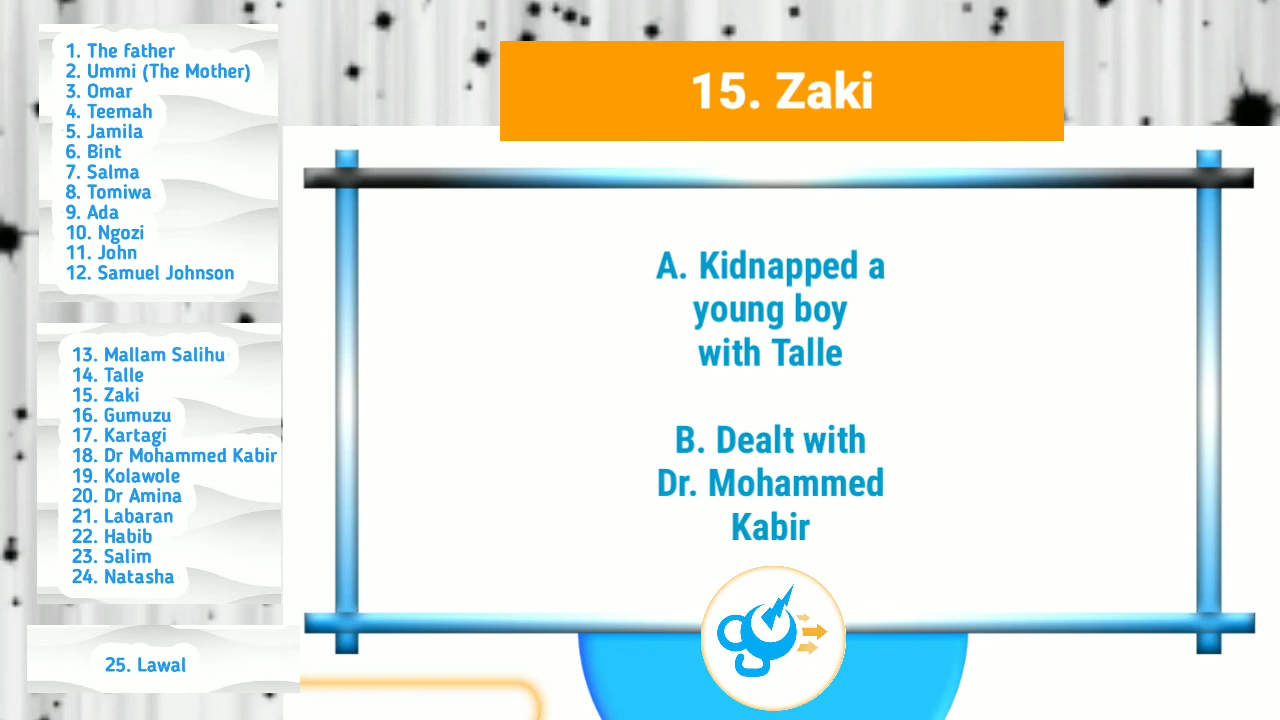 1. The father
2. Ummi (The Mother)
3. Omar
4. Teemah
5. Jamila
6. Bint
7. Salma
8. Tomiwa
9. Ada
10. Ngozi
11. John
12. Samuel Johnson
13. Mallam Salihu
14. Talle
15. Zaki
16. Gumuzu
17. Kartagi
18. Dr Mohammed Kabir
19. Kolawole
20. Dr Amina
21. Labaran
22. Habib
23. Salim
24. Natasha
25. Lawal
15. Zaki
A. Kidnapped a
young boy
with Talle
B. Dealt with
Dr. Mohammed
Kabir